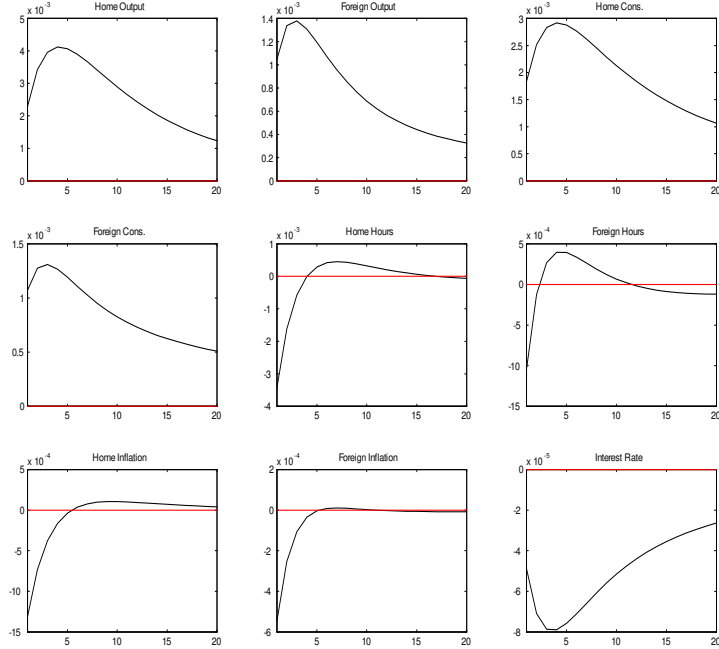 Home Output
Foreign Output
Home Cons.
x 10⁻³
x 10⁻³
x 10⁻³
5
4
3
2
1
0
1.4
1.2
1
0.8
0.6
0.4
0.2
0
3
2.5
2
1.5
1
0.5
0
5 10 15 20
5 10 15 20
5 10 15 20
Foreign Cons.
Home Hours
Foreign Hours
x 10⁻³
x 10⁻³
x 10⁻⁴
1.5
1
0.5
0
1
0
-1
-2
-3
-4
5
0
-5
-10
-15
5 10 15 20
5 10 15 20
5 10 15 20
Home Inflation
Foreign Inflation
Interest Rate
x 10⁻⁴
x 10⁻⁴
x 10⁻⁵
5
0
-5
-10
-15
2
0
-2
-4
-6
0
-2
-4
-6
-8
5 10 15 20
5 10 15 20
5 10 15 20